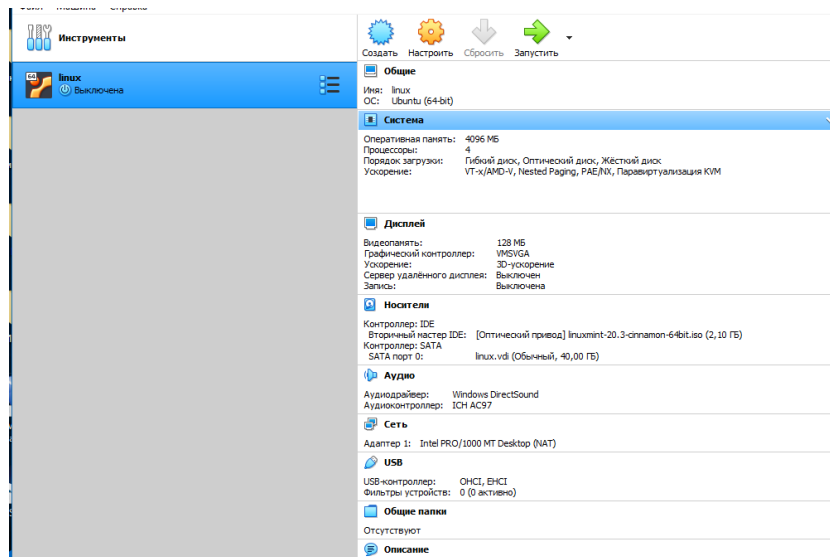 Файл Машина Справка
Инструменты
Создать Настроить Сбросить Запустить
64
linux
Выключена
Общие
Имя: linux
ОС: Ubuntu (64-bit)
Система
Оперативная память: 4096 МБ
Процессоры: 4
Порядок загрузки: Гибкий диск, Оптический диск, Жёсткий диск
Ускорение: VT-x/AMD-V, Nested Paging, PAE/NX, Паравиртуализация KVM
Дисплей
Видеопамять: 128 МБ
Графический контроллер: VMSVGA
Ускорение: 3D-ускорение
Сервер удалённого дисплея: Выключен
Запись: Выключена
Носители
Контроллер: IDE
Вторичный мастер IDE: [Оптический привод] linuxmint-20.3-cinnamon-64bit.iso (2,10 ГБ)
Контроллер: SATA
SATA порт 0: linux.vdi (Обычный, 40,00 ГБ)
Аудио
Аудиодрайвер: Windows DirectSound
Аудиоконтроллер: ICH AC97
Сеть
Адаптер 1: Intel PRO/1000 MT Desktop (NAT)
USB
USB-контроллер: OHCI, EHCI
Фильтры устройств: 0 (0 активно)
Общие папки
Отсутствуют
Описание